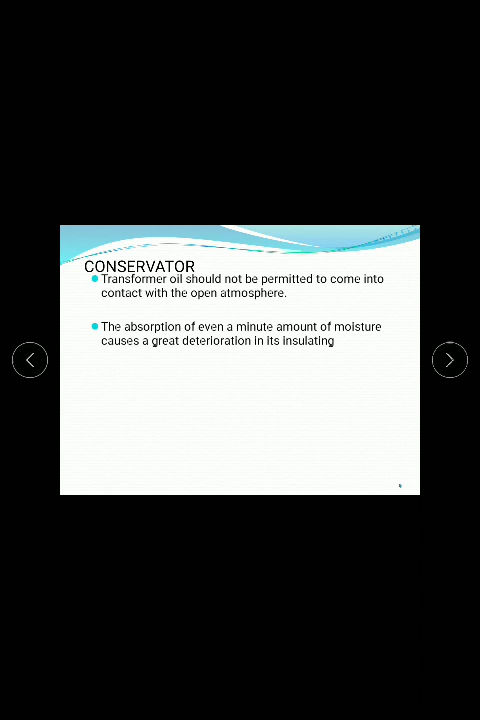 CONSERVATOR
Transformer oil should not be permitted to come into
contact with the open atmosphere.
The absorption of even a minute amount of moisture
causes a great deterioration in its insulating